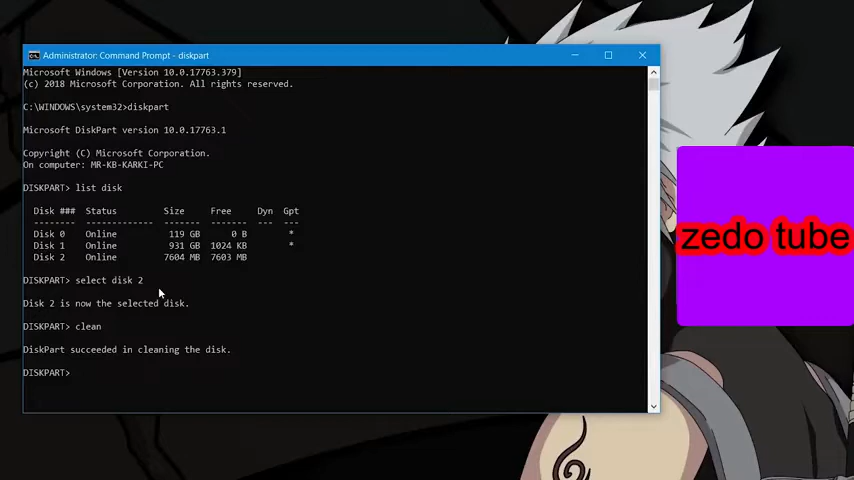 Administrator: Command Prompt - diskpart
Microsoft Windows [Version 10.0.17763.379]
(c) 2018 Microsoft Corporation. All rights reserved.
C:\WINDOWS\system32>diskpart
Microsoft DiskPart version 10.0.17763.1
Copyright (C) Microsoft Corporation.
On computer: MR-KB-KARKI-PC
DISKPART> list disk
Disk ###  Status         Size     Free     Dyn  Gpt
--------  -------------  -------  -------  ---  ---
Disk 0    Online          119 GB      0 B        *
Disk 1    Online          931 GB  1024 KB        *
Disk 2    Online         7604 MB  7603 MB
DISKPART> select disk 2
Disk 2 is now the selected disk.
DISKPART> clean
DiskPart succeeded in cleaning the disk.
DISKPART>
zedo tube